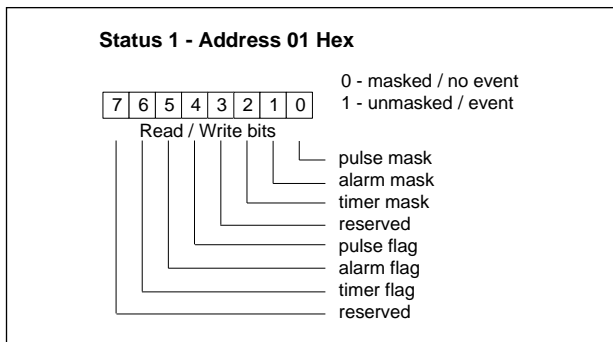 Status 1 - Address 01 Hex
0 - masked / no event
1 - unmasked / event
7 6 5 4 3 2 1 0
Read / Write bits
pulse mask
alarm mask
timer mask
reserved
pulse flag
alarm flag
timer flag
reserved